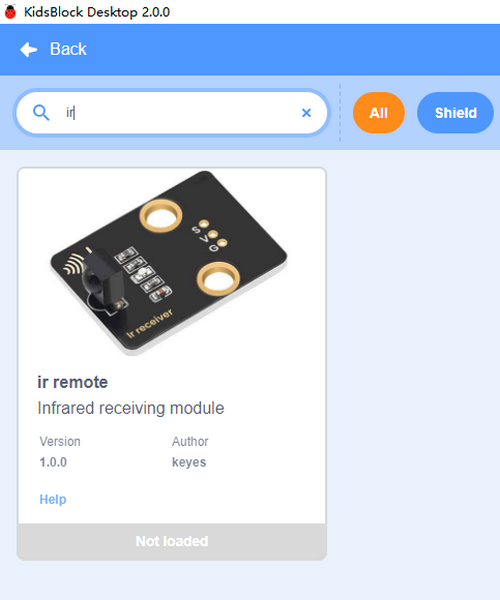 KidsBlock Desktop 2.0.0
Back
ir
All
Shield
S
V
G
ir receiver
ir remote
Infrared receiving module
Version
Author
1.0.0
keyes
Help
Not loaded